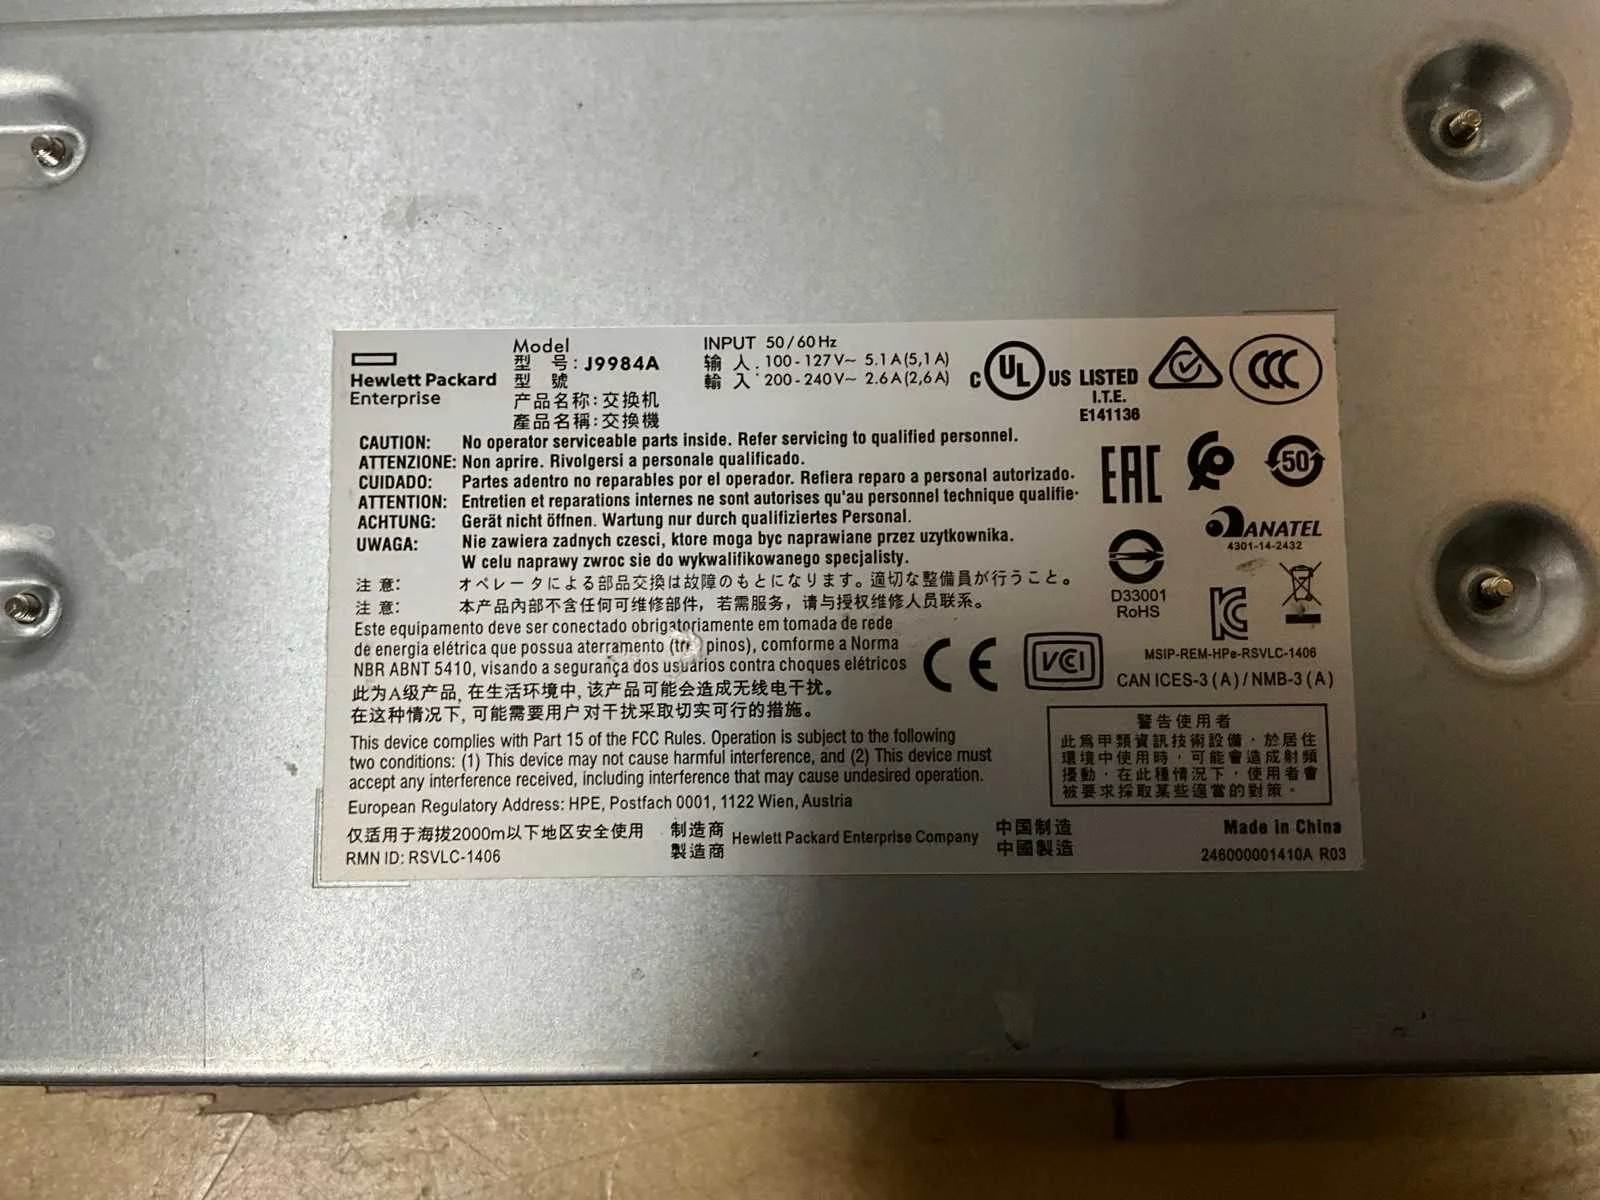 Hewlett Packard
Enterprise
Model
型 号: J9984A
型 號
产品名称: 交换机
產品名稱: 交換機
INPUT 50/60 Hz
输 入: 100-127 V~ 5.1 A (5,1 A)
輸 入: 200-240 V~ 2.6 A (2,6 A)
C UL US LISTED
I.T.E.
E141136
CCC
CAUTION: No operator serviceable parts inside. Refer servicing to qualified personnel.
ATTENZIONE: Non aprire. Rivolgersi a personale qualificado.
CUIDADO: Partes adentro no reparables por el operador. Refiera reparo a personal autorizado.
ATTENTION: Entretien et reparations internes ne sont autorises qu'au personnel technique qualifie.
ACHTUNG: Gerät nicht öffnen. Wartung nur durch qualifiziertes Personal.
UWAGA: Nie zawiera zadnych czesci, ktore moga byc naprawiane przez uzytkownika.
W celu naprawy zwroc sie do wykwalifikowanego specjalisty.
注 意: オペレータによる部品交換は故障のもとになります。適切な整備員が行うこと。
注 意: 本产品内部不含任何可维修部件，若需服务，请与授权维修人员联系。
Este equipamento deve ser conectado obrigatoriamente em tomada de rede
de energia elétrica que possua aterramento ( pinos), comforme a Norma
NBR ABNT 5410, visando a segurança dos usuários contra choques elétricos
此为A级产品, 在生活环境中, 该产品可能会造成无线电干扰。
在这种情况下, 可能需要用户对干扰采取切实可行的措施。
This device complies with Part 15 of the FCC Rules. Operation is subject to the following
two conditions: (1) This device may not cause harmful interference, and (2) This device must
accept any interference received, including interference that may cause undesired operation.
European Regulatory Address: HPE, Postfach 0001, 1122 Wien, Austria
仅适用于海拔2000m以下地区安全使用
RMN ID: RSVLC-1406
制造商
製造商
Hewlett Packard Enterprise Company
中国制造
中國製造
EAC
50
ANATEL
4301-14-2432
D33001
RoHS
CE
VCI
MSIP-REM-HPe-RSVLC-1406
CAN ICES-3 (A) / NMB-3 (A)
警告使用者
此爲甲類資訊技術設備，於居住
環境中使用時，可能會造成射頻
擾動，在此種情況下，使用者會
被要求採取某些適當的對策。
Made in China
246000001410A R03